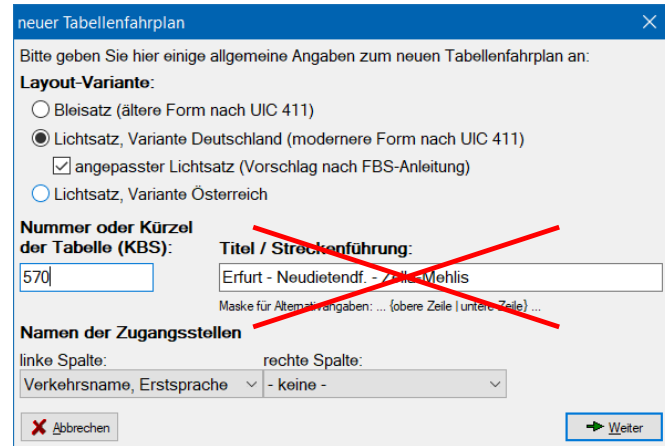 neuer Tabellenfahrplan
Bitte geben Sie hier einige allgemeine Angaben zum neuen Tabellenfahrplan an:
Layout-Variante:
Bleisatz (ältere Form nach UIC 411)
Lichtsatz, Variante Deutschland (modernere Form nach UIC 411)
angepasster Lichtsatz (Vorschlag nach FBS-Anleitung)
Lichtsatz, Variante Österreich
Nummer oder Kürzel
der Tabelle (KBS):
Titel / Streckenführung:
570
Erfurt - Neudietendf. - Zella-Mehlis
Maske für Alternativangaben: ... {obere Zeile | untere Zeile} ...
Namen der Zugangsstellen
linke Spalte: rechte Spalte:
Verkehrsname, Erstsprache - keine -
Abbrechen Weiter